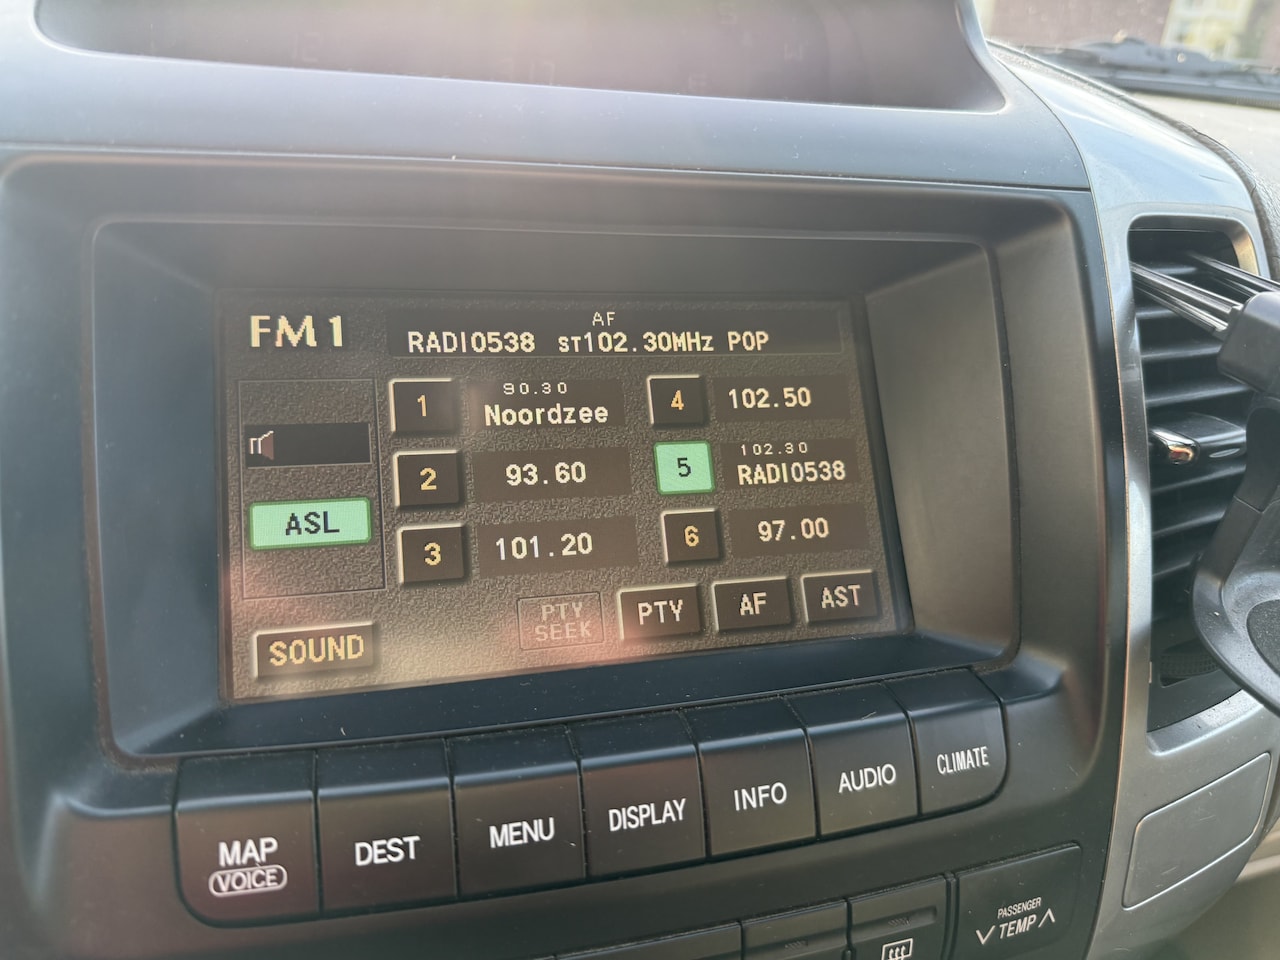 FM 1
AF
RADIO538 ST102.30MHz POP
1
90.30
Noordzee
4
102.50
2
93.60
5
102.30
RADIO538
3
101.20
6
97.00
ASL
SOUND
PTY SEEK
PTY
AF
AST
MAP
VOICE
DEST
MENU
DISPLAY
INFO
AUDIO
CLIMATE
PASSENGER
TEMP